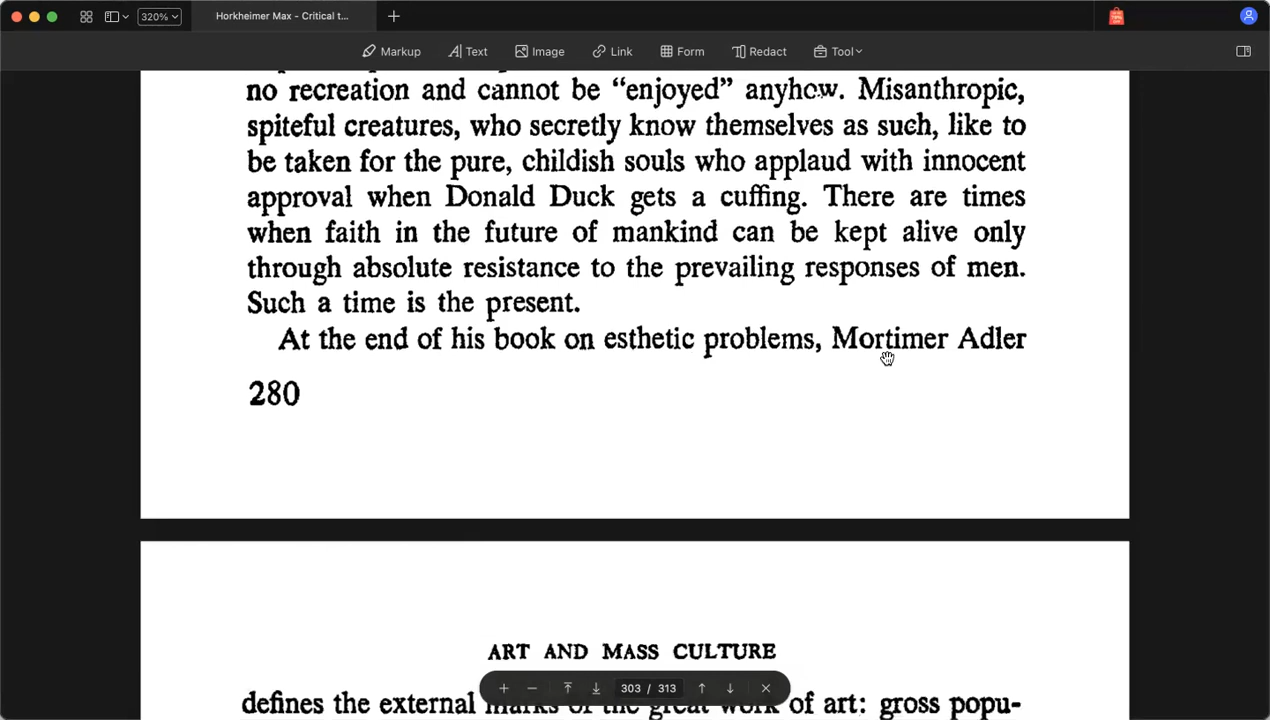 320%
Horkheimer Max - Critical t...
Markup
Text
Image
Link
Form
Redact
Tool
no recreation and cannot be “enjoyed” anyhow. Misanthropic,
spiteful creatures, who secretly know themselves as such, like to
be taken for the pure, childish souls who applaud with innocent
approval when Donald Duck gets a cuffing. There are times
when faith in the future of mankind can be kept alive only
through absolute resistance to the prevailing responses of men.
Such a time is the present.
At the end of his book on esthetic problems, Mortimer Adler
280
ART AND MASS CULTURE
303 / 313
defines the external marks of the great work of art: gross popu-